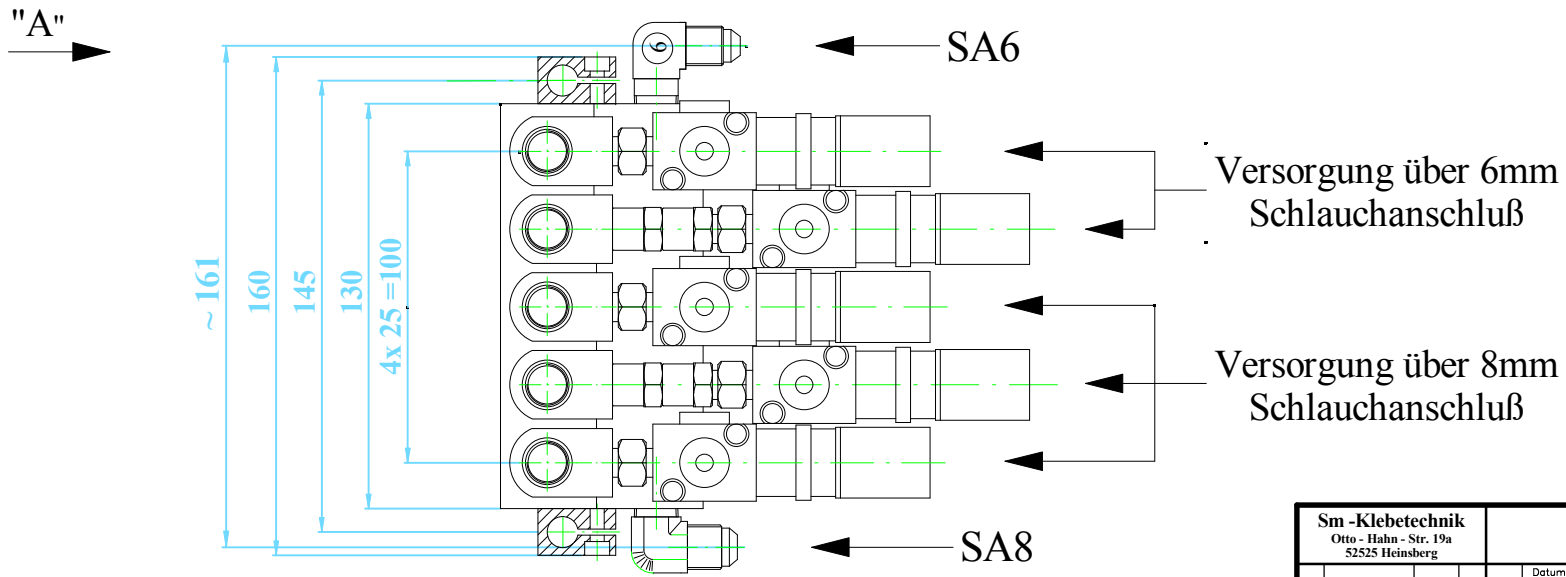 "A"
SA6
6
Versorgung über 6mm
Schlauchanschluß
~ 161
160
145
130
4x 25 =100
Versorgung über 8mm
Schlauchanschluß
SA8
Sm -Klebetechnik
Otto - Hahn - Str. 19a
52525 Heinsberg
Datum